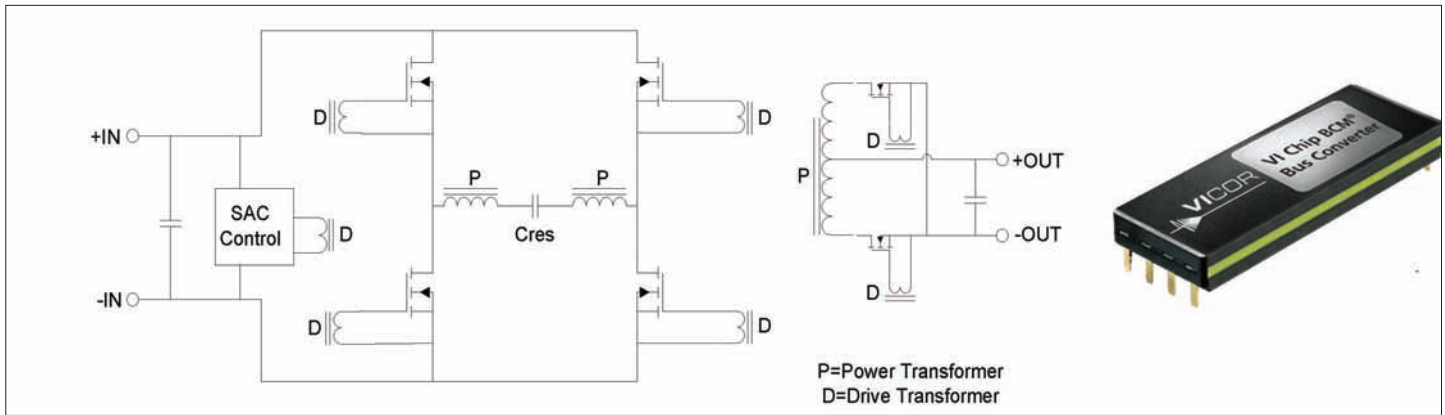 +IN
-IN
SAC
Control
D
D
D
D
D
P
P
Cres
P
D
D
+OUT
-OUT
P=Power Transformer
D=Drive Transformer
VICOR
VI Chip BCM®
Bus Converter